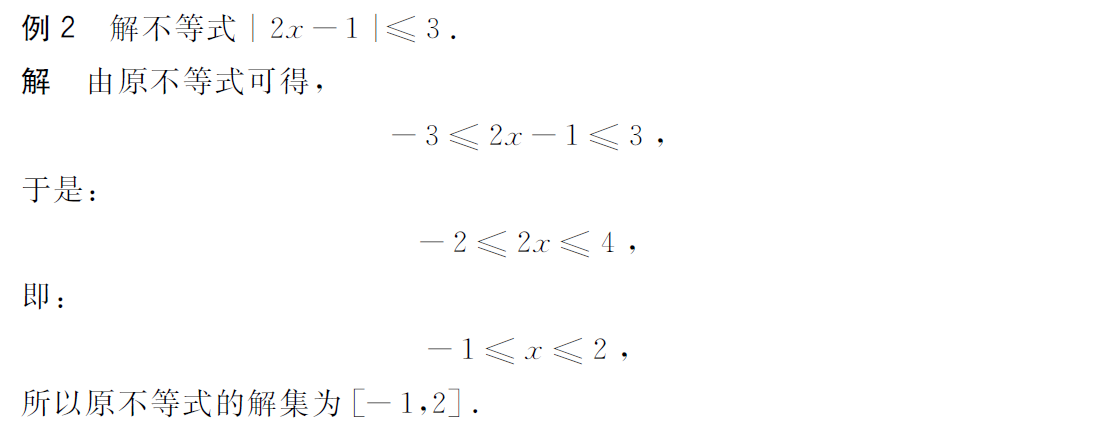 例2 解不等式|2x-1|≤3.
解 由原不等式可得,
-3≤2x-1≤3,
于是:
-2≤2x≤4,
即:
-1≤x≤2,
所以原不等式的解集为[-1,2].